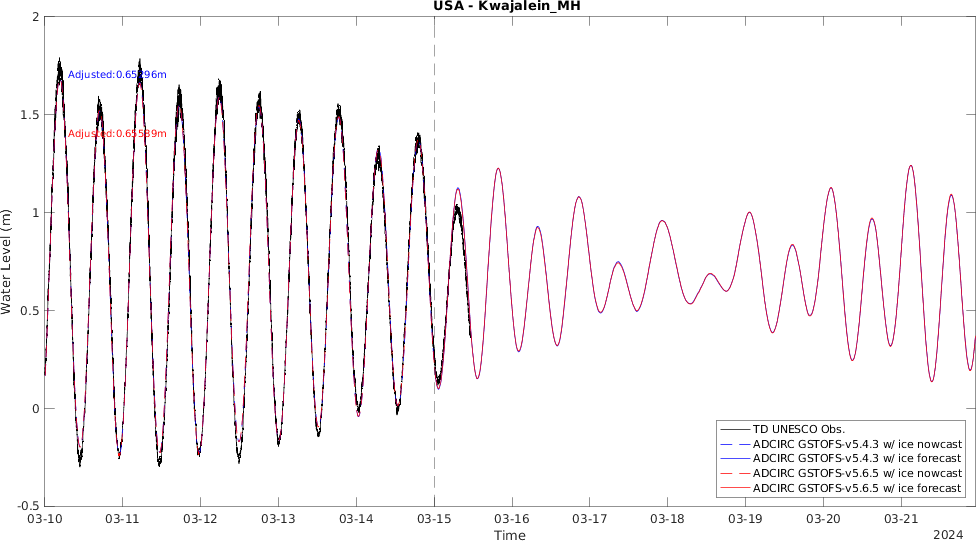 USA - Kwajalein_MH
2
1.5
1
0.5
0
-0.5
Water Level (m)
Adjusted:0.65296m
Adjusted:0.65539m
TD UNESCO Obs.
ADCIRC GSTOFS-v5.4.3 w/ ice nowcast
ADCIRC GSTOFS-v5.4.3 w/ ice forecast
ADCIRC GSTOFS-v5.6.5 w/ ice nowcast
ADCIRC GSTOFS-v5.6.5 w/ ice forecast
03-10 03-11 03-12 03-13 03-14 03-15 03-16 03-17 03-18 03-19 03-20 03-21
Time
2024